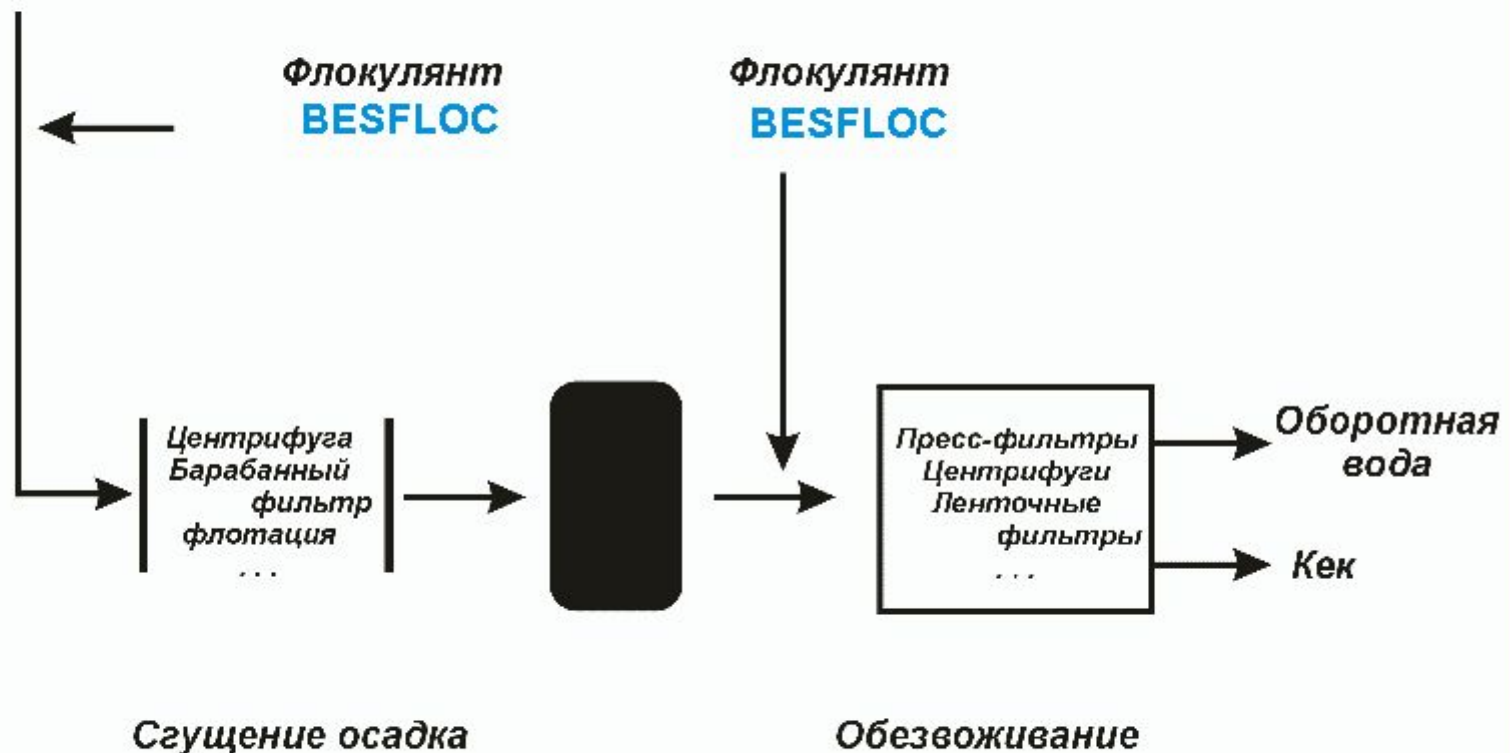 Флокулянт
BESFLOC
Флокулянт
BESFLOC
Центрифуга
Барабанный
фильтр
флотация
...
Пресс-фильтры
Центрифуги
Ленточные
фильтры
...
Оборотная
вода
Кек
Сгущение осадка
Обезвоживание